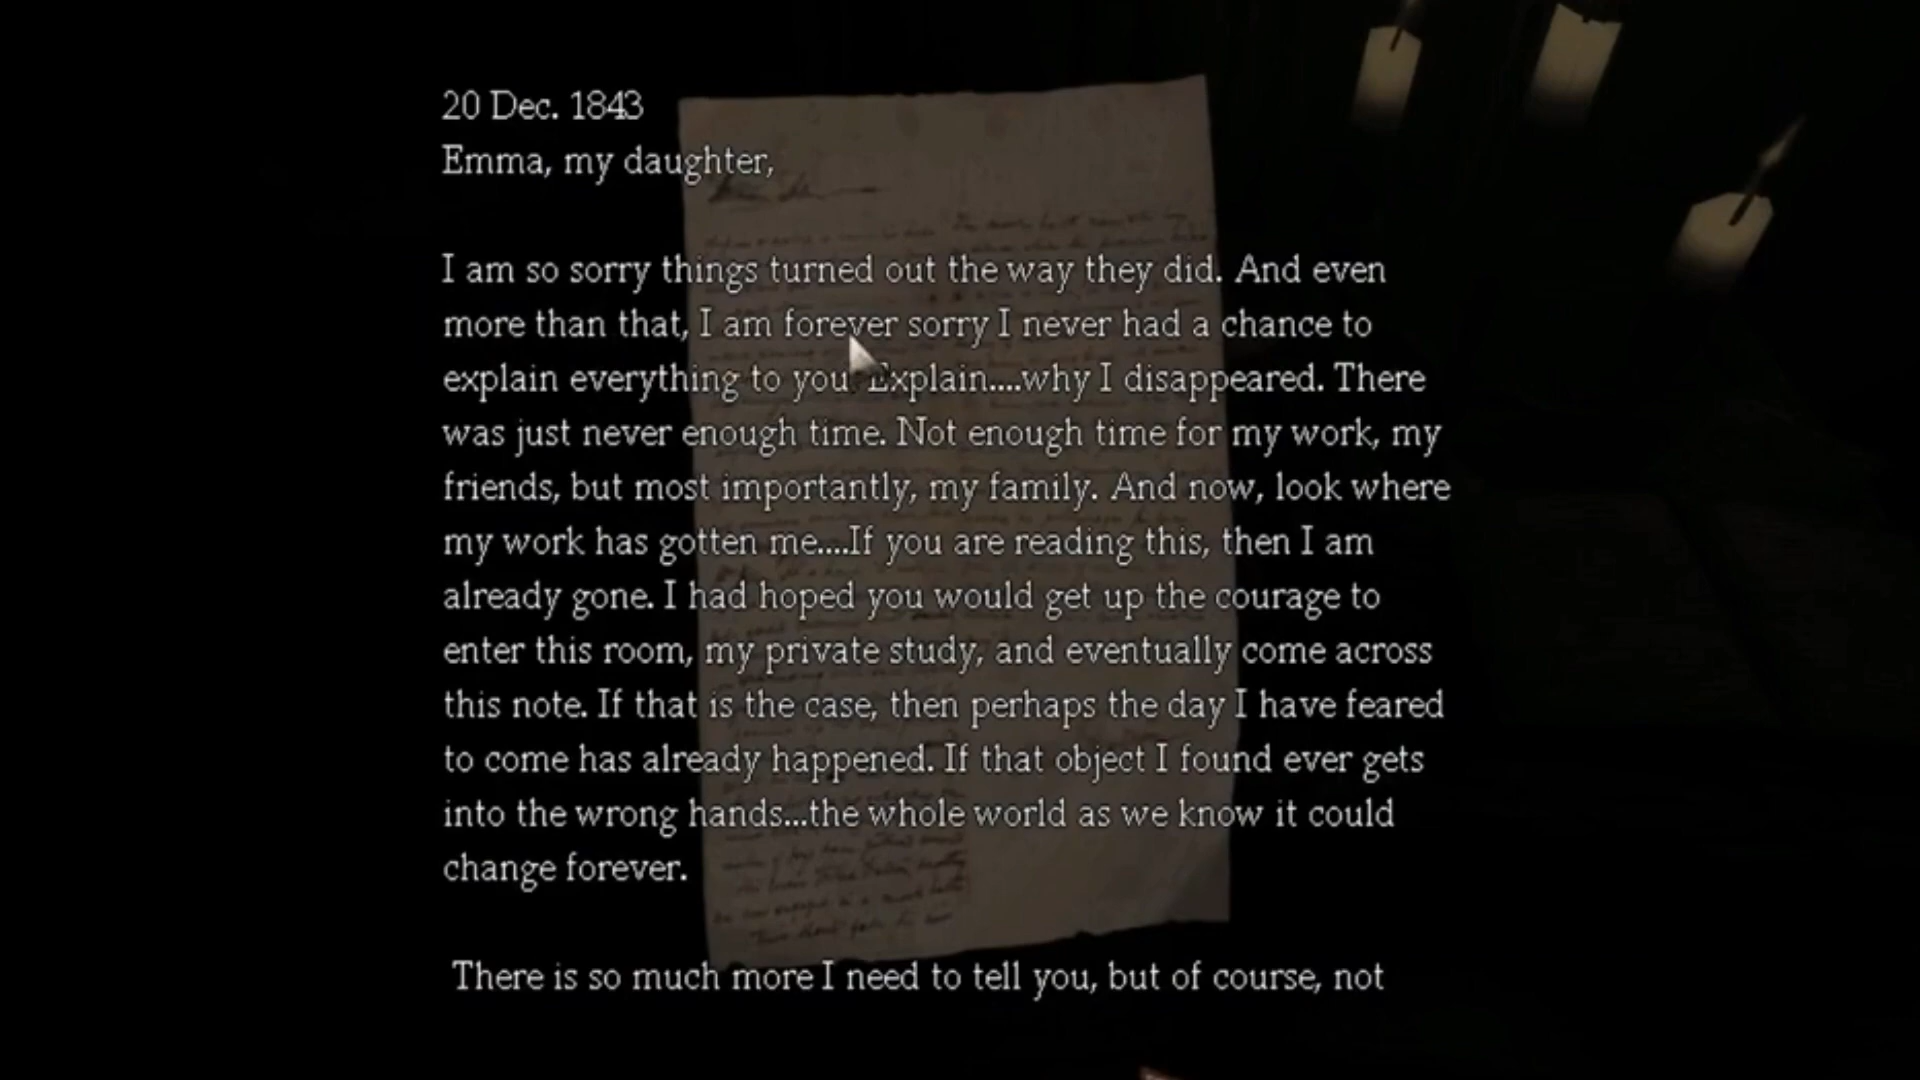 20 Dec. 1843
Emma, my daughter,
I am so sorry things turned out the way they did. And even
more than that, I am forever sorry I never had a chance to
explain everything to you. Explain....why I disappeared. There
was just never enough time. Not enough time for my work, my
friends, but most importantly, my family. And now, look where
my work has gotten me....If you are reading this, then I am
already gone. I had hoped you would get up the courage to
enter this room, my private study, and eventually come across
this note. If that is the case, then perhaps the day I have feared
to come has already happened. If that object I found ever gets
into the wrong hands...the whole world as we know it could
change forever.
There is so much more I need to tell you, but of course, not